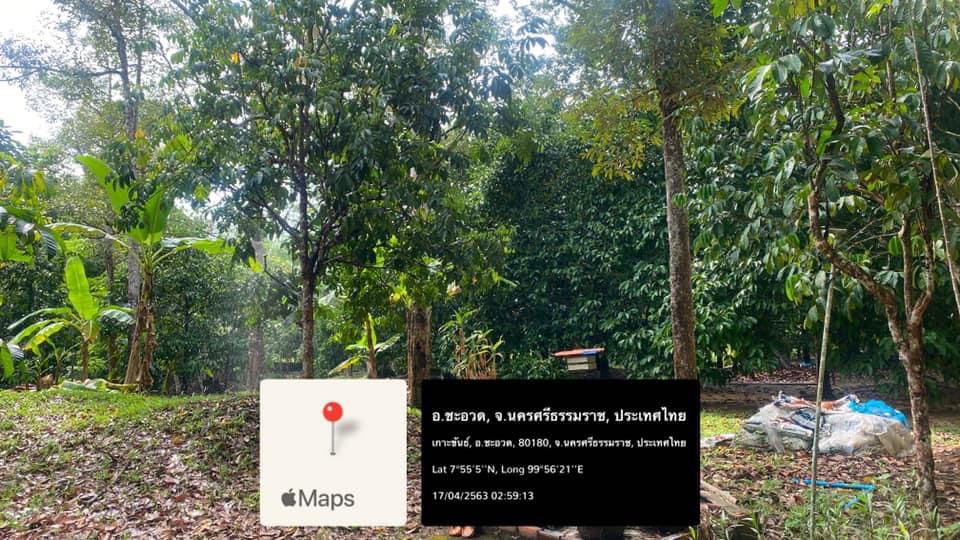 อ.ชะอวด, จ.นครศรีธรรมราช, ประเทศไทย
เกาะขันธ์, อ.ชะอวด, 80180, จ.นครศรีธรรมราช, ประเทศไทย
Lat 7°55'5''N, Long 99°56'21''E
17/04/2563 02:59:13
Maps